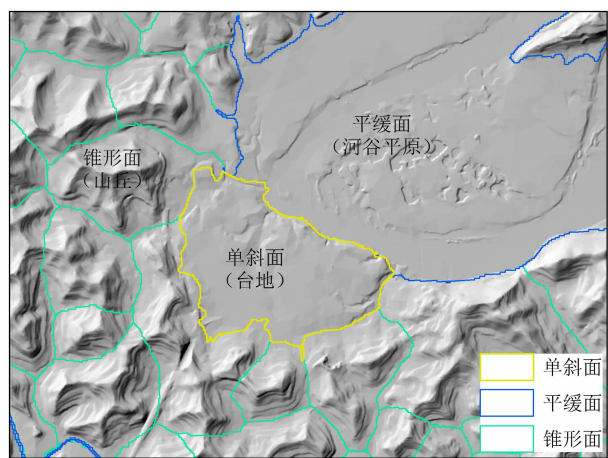 平缓面
（河谷平原）
锥形面
（山丘）
单斜面
（台地）
单斜面
平缓面
锥形面